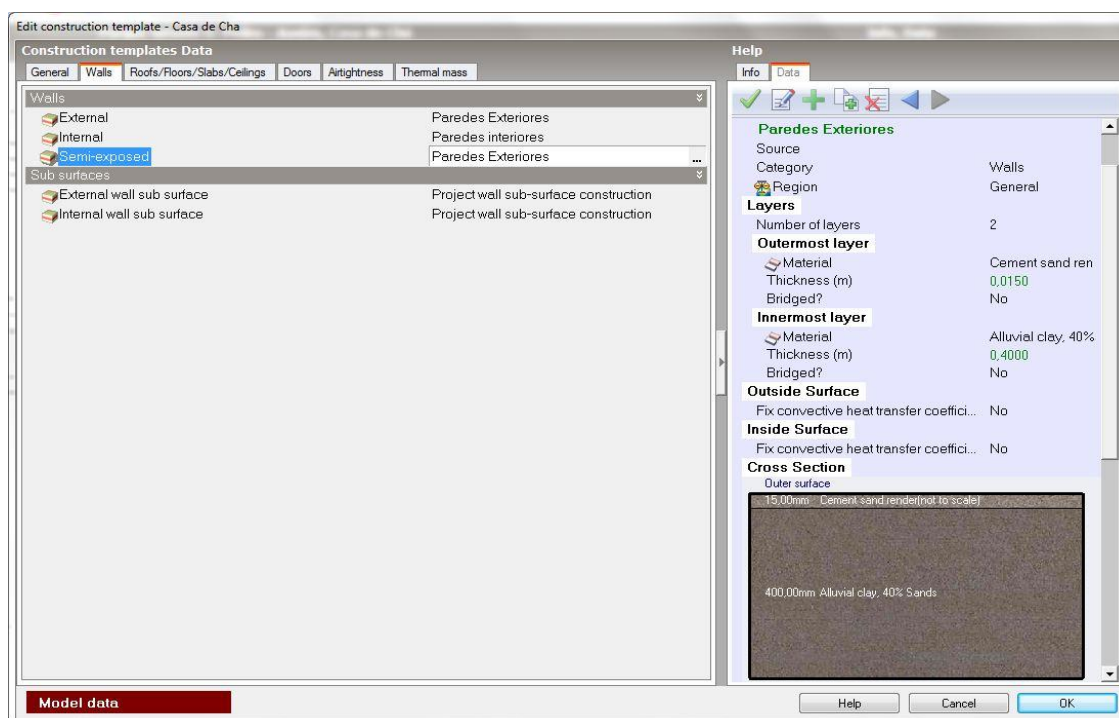 Edit construction template - Casa de Cha
Construction templates Data
General Walls Roofs/Floors/Slabs/Ceilings Doors Airtightness Thermal mass
Walls
External Paredes Exteriores
Internal Paredes interiores
Semi-exposed Paredes Exteriores ...
Sub surfaces
External wall sub surface Project wall sub-surface construction
Internal wall sub surface Project wall sub-surface construction
Model data
Help
Info Data
Paredes Exteriores
Source
Category Walls
Region General
Layers
Number of layers 2
Outermost layer
Material Cement sand ren
Thickness (m) 0,0150
Bridged? No
Innermost layer
Material Alluvial clay, 40%
Thickness (m) 0,4000
Bridged? No
Outside Surface
Fix convective heat transfer coeffici... No
Inside Surface
Fix convective heat transfer coeffici... No
Cross Section
Outer surface
15,00mm Cement sand render(not to scale)
400,00mm Alluvial clay, 40% Sands
Help Cancel OK